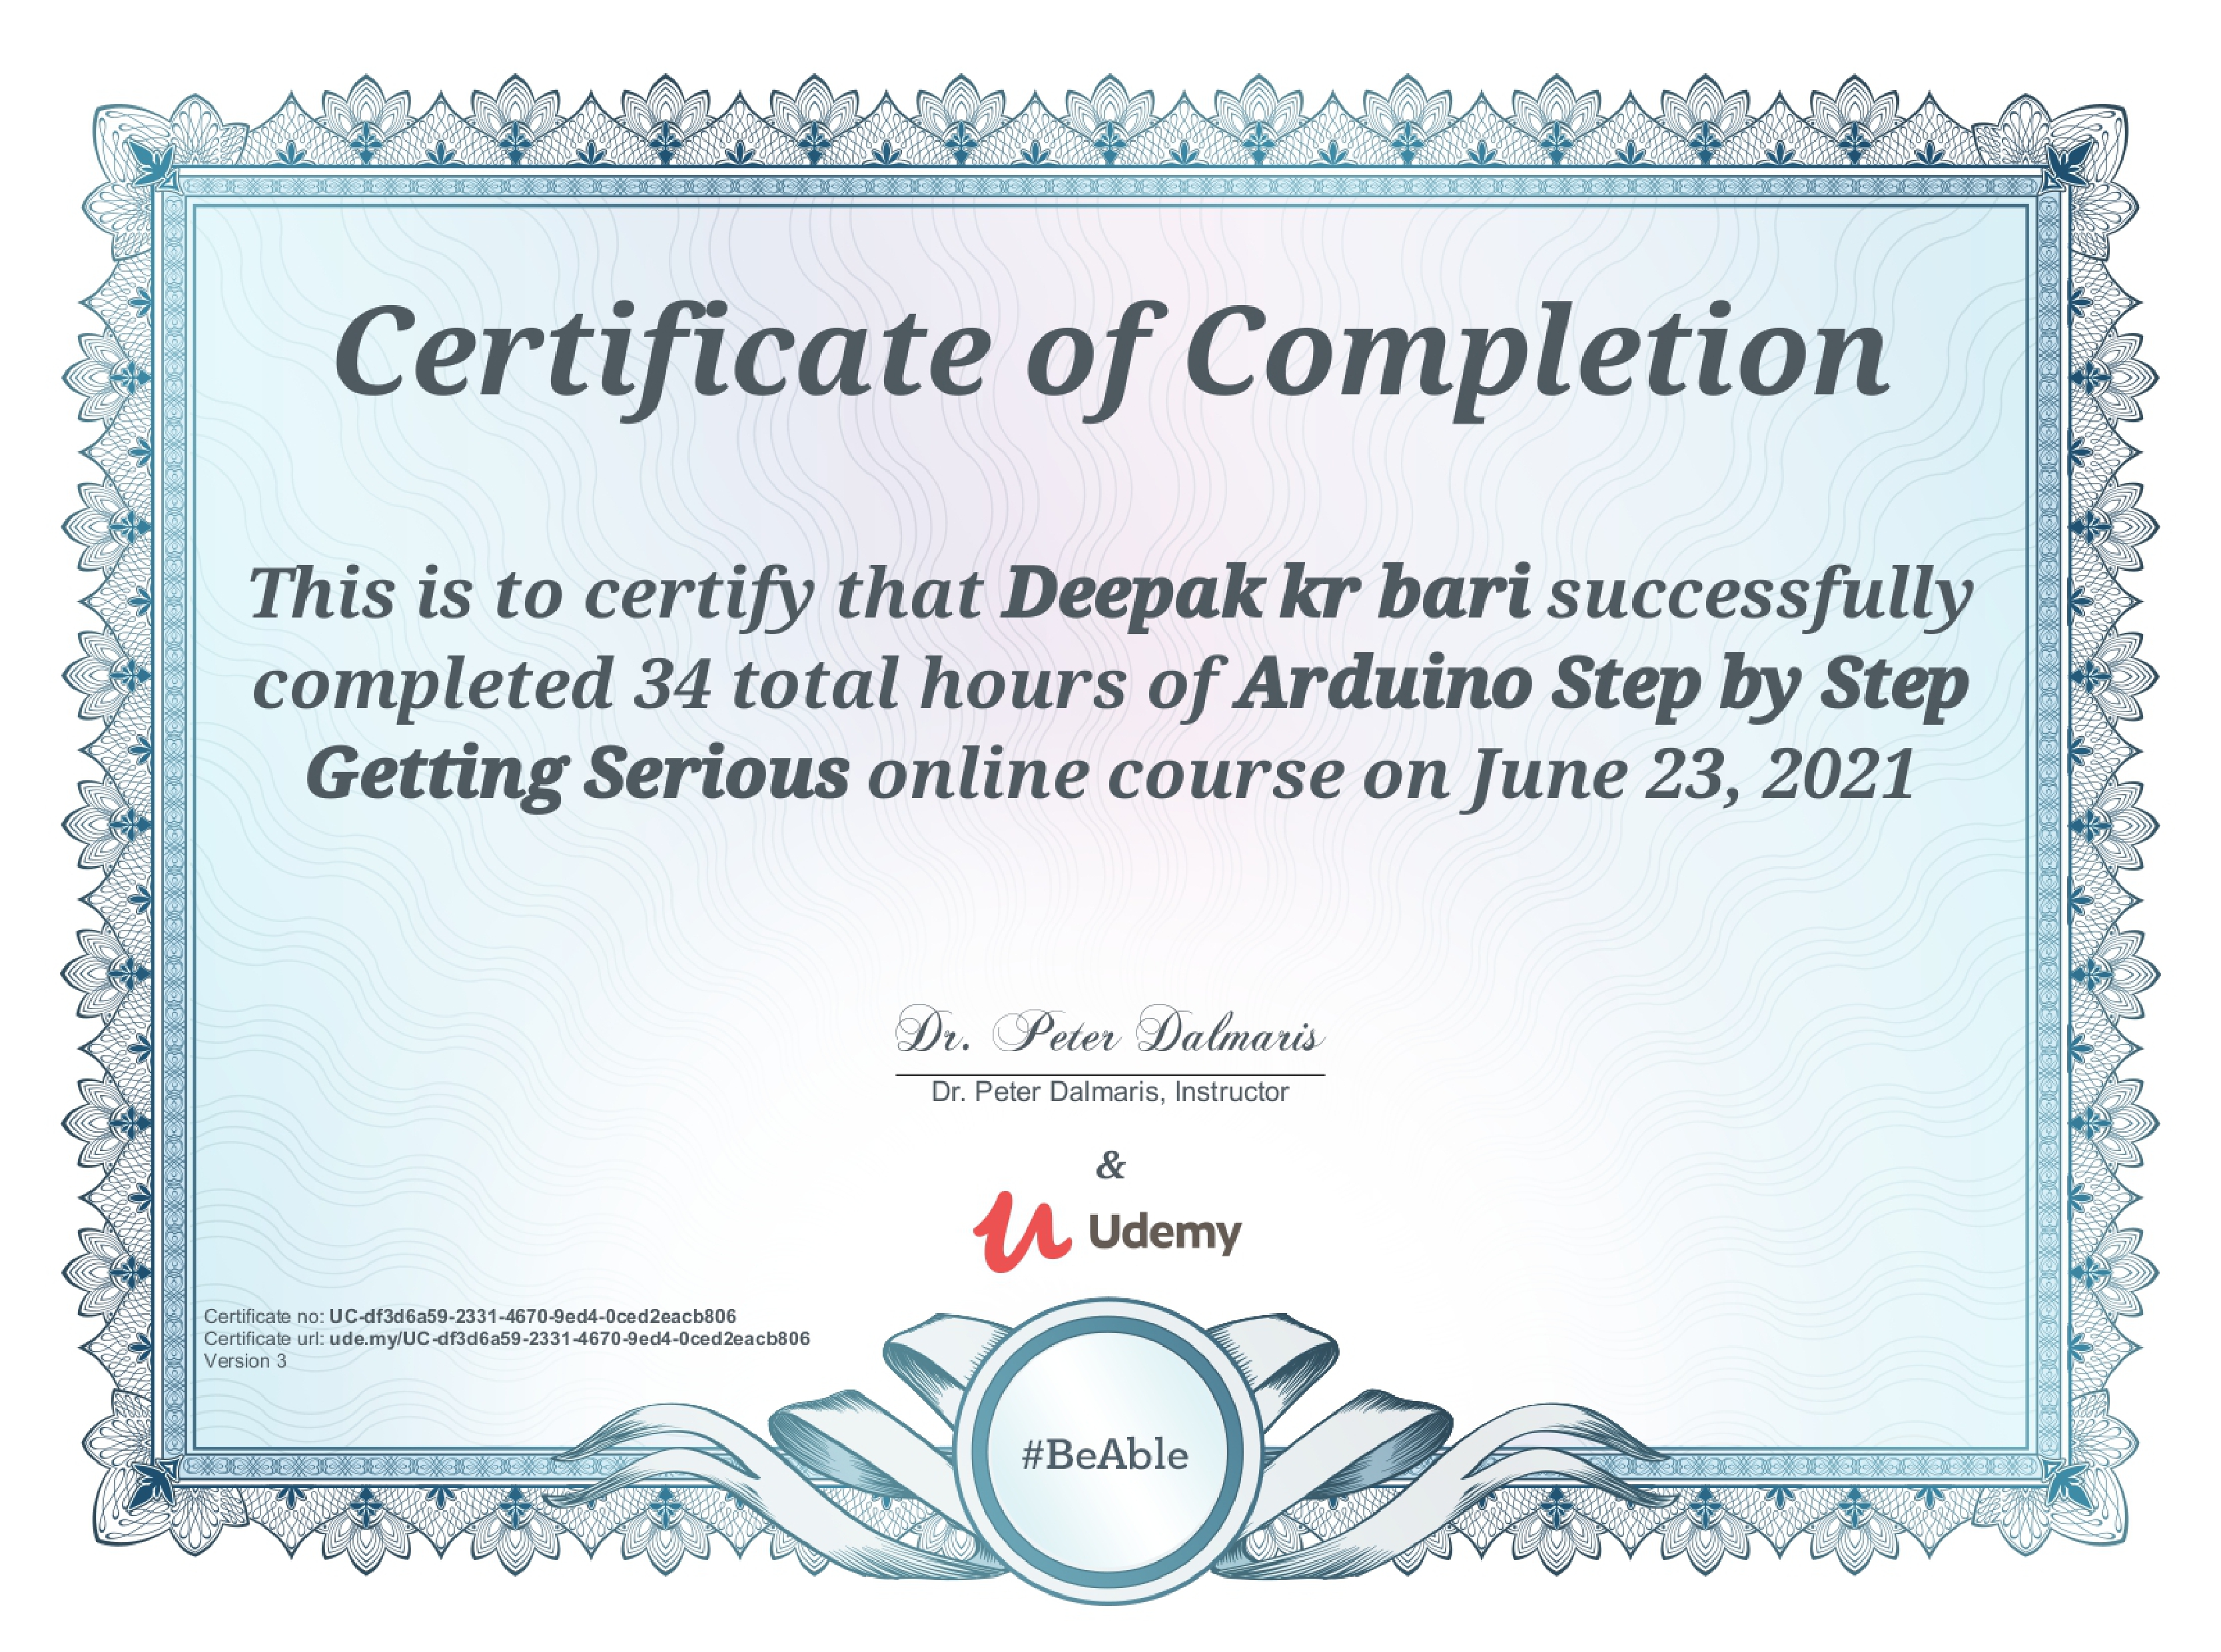 Certificate of Completion
This is to certify that Deepak kr bari successfully
completed 34 total hours of Arduino Step by Step
Getting Serious online course on June 23, 2021
Dr. Peter Dalmaris
Dr. Peter Dalmaris, Instructor
&
Udemy
Certificate no: UC-df3d6a59-2331-4670-9ed4-0ced2eacb806
Certificate url: ude.my/UC-df3d6a59-2331-4670-9ed4-0ced2eacb806
Version 3
#BeAble